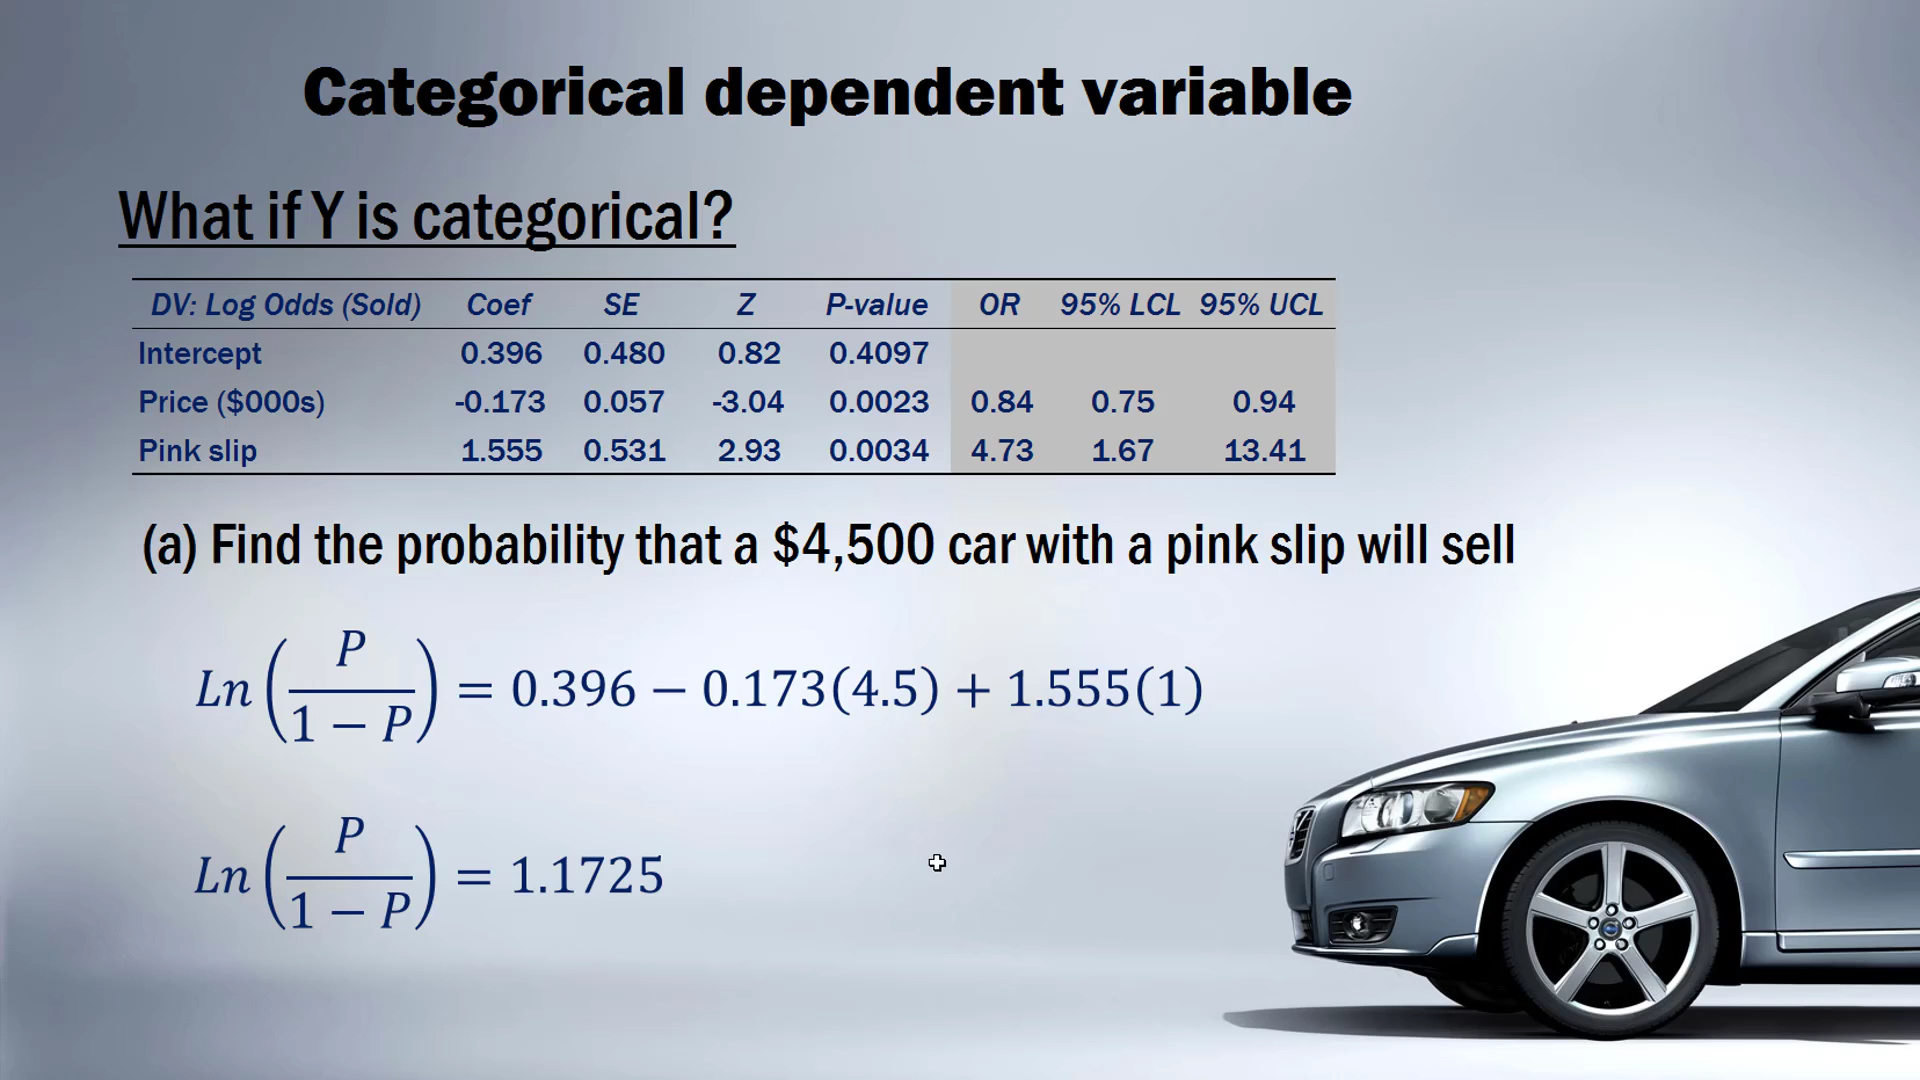 Categorical dependent variable
What if Y is categorical?
DV: Log Odds (Sold) Coef SE Z P-value OR 95% LCL 95% UCL
Intercept 0.396 0.480 0.82 0.4097
Price ($000s) -0.173 0.057 -3.04 0.0023 0.84 0.75 0.94
Pink slip 1.555 0.531 2.93 0.0034 4.73 1.67 13.41
(a) Find the probability that a $4,500 car with a pink slip will sell
Ln(P/(1 − P)) = 0.396 − 0.173(4.5) + 1.555(1)
Ln(P/(1 − P)) = 1.1725